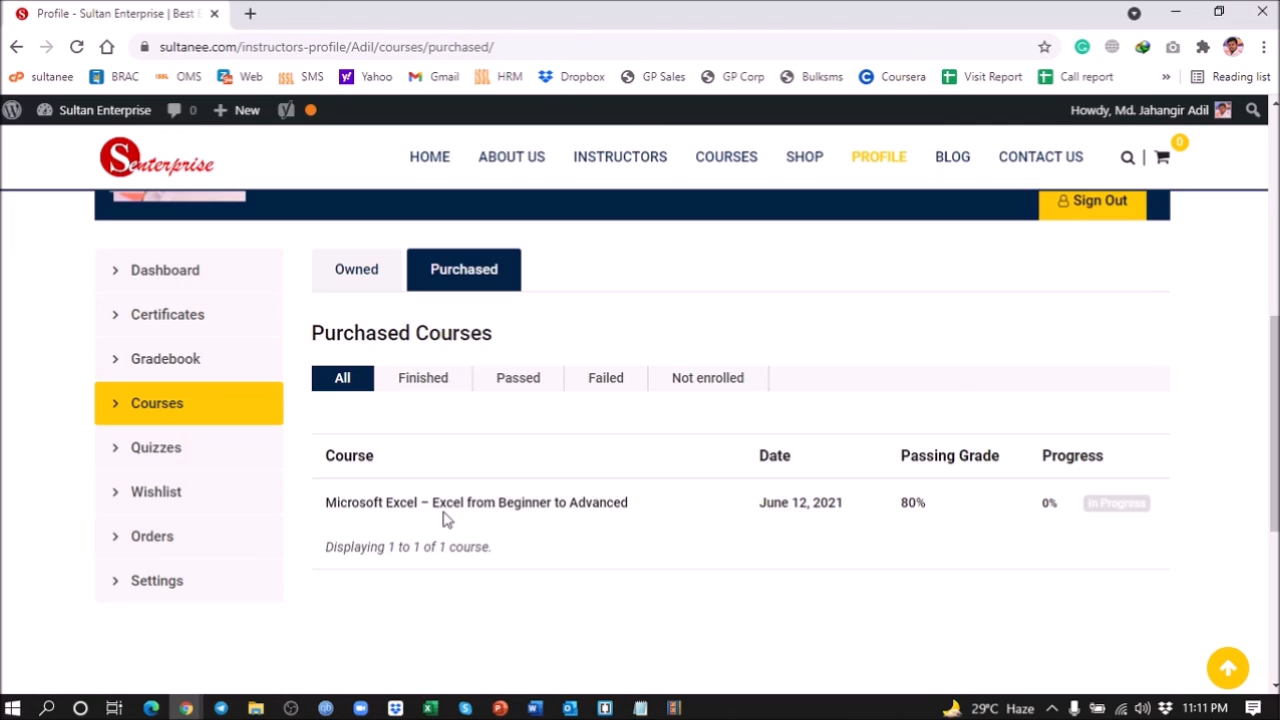 Profile - Sultan Enterprise | Best E
sultanee.com/instructors-profile/Adil/courses/purchased/
sultanee BRAC OMS Web SMS Yahoo Gmail HRM Dropbox GP Sales GP Corp Bulksms Coursera Visit Report Call report » Reading list
Sultan Enterprise 0 New Howdy, Md. Jahangir Adil
Senterprise
HOME ABOUT US INSTRUCTORS COURSES SHOP PROFILE BLOG CONTACT US | 0
Sign Out
Dashboard
Certificates
Gradebook
Courses
Quizzes
Wishlist
Orders
Settings
Owned Purchased
Purchased Courses
All Finished Passed Failed Not enrolled
Course Date Passing Grade Progress
Microsoft Excel – Excel from Beginner to Advanced June 12, 2021 80% 0% In Progress
Displaying 1 to 1 of 1 course.
29°C Haze 11:11 PM